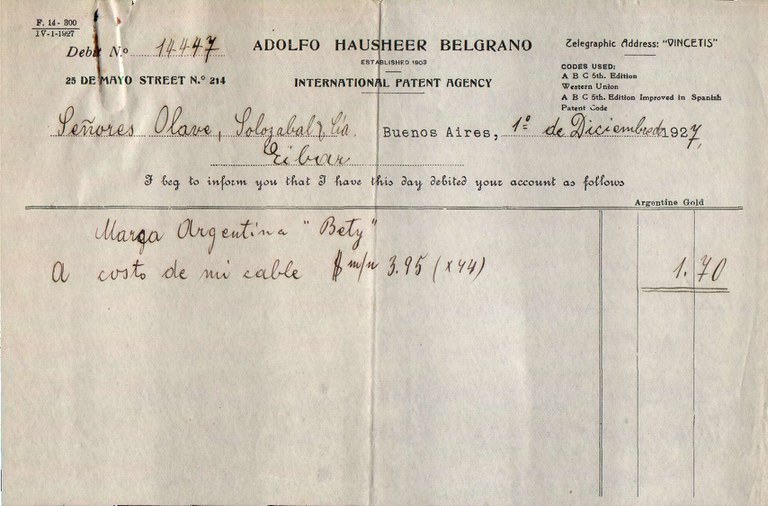 F. 14 - 300
IV-1-1927
Debit N.º 14447
ADOLFO HAUSHEER BELGRANO
ESTABLISHED 1903
25 DE MAYO STREET N.º 214
INTERNATIONAL PATENT AGENCY
Telegraphic Address: "VINCETIS"
CODES USED:
A B C 5th. Edition
Western Union
A B C 5th. Edition Improved in Spanish
Patent Code
Señores Olave, Solozabal y Cía.
Eibar
Buenos Aires, 1º de Diciembre de 1927,
I beg to inform you that I have this day debited your account as follows
Argentine Gold
Marca Argentina "Bety"
A costo de mi cable $ m/n 3.95 (x44) 1.70